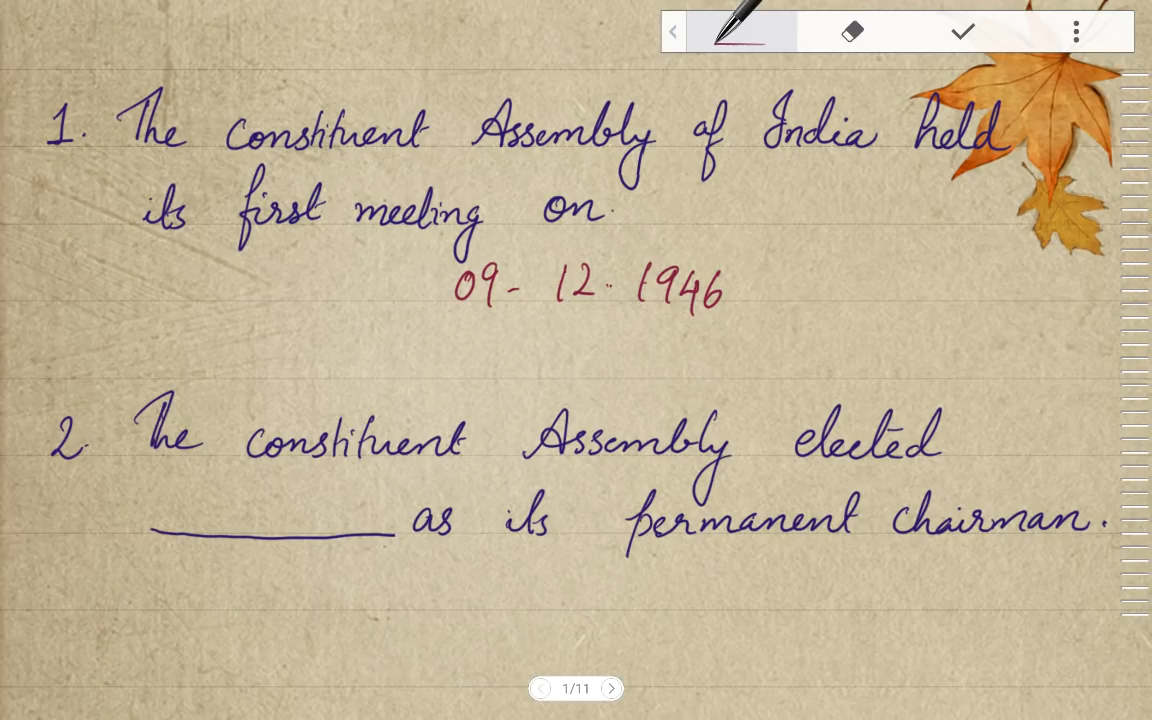 1. The Constituent Assembly of India held
its first meeting on.
09- 12. 1946
2. The constituent Assembly elected
__________ as its permanent chairman.
1/11